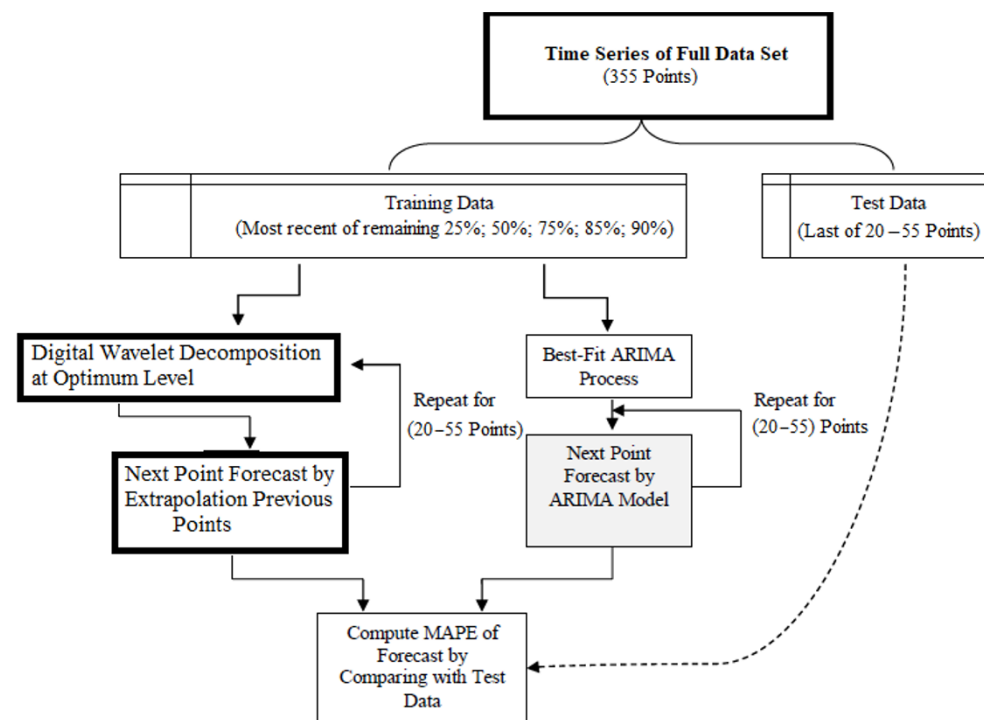 Time Series of Full Data Set
(355 Points)
Training Data
(Most recent of remaining 25%; 50%; 75%; 85%; 90%)
Test Data
(Last of 20 – 55 Points)
Digital Wavelet Decomposition
at Optimum Level
Repeat for
(20–55 Points)
Next Point Forecast by
Extrapolation Previous
Points
Best-Fit ARIMA
Process
Repeat for
(20–55) Points
Next Point
Forecast by
ARIMA Model
Compute MAPE of
Forecast by
Comparing with Test
Data